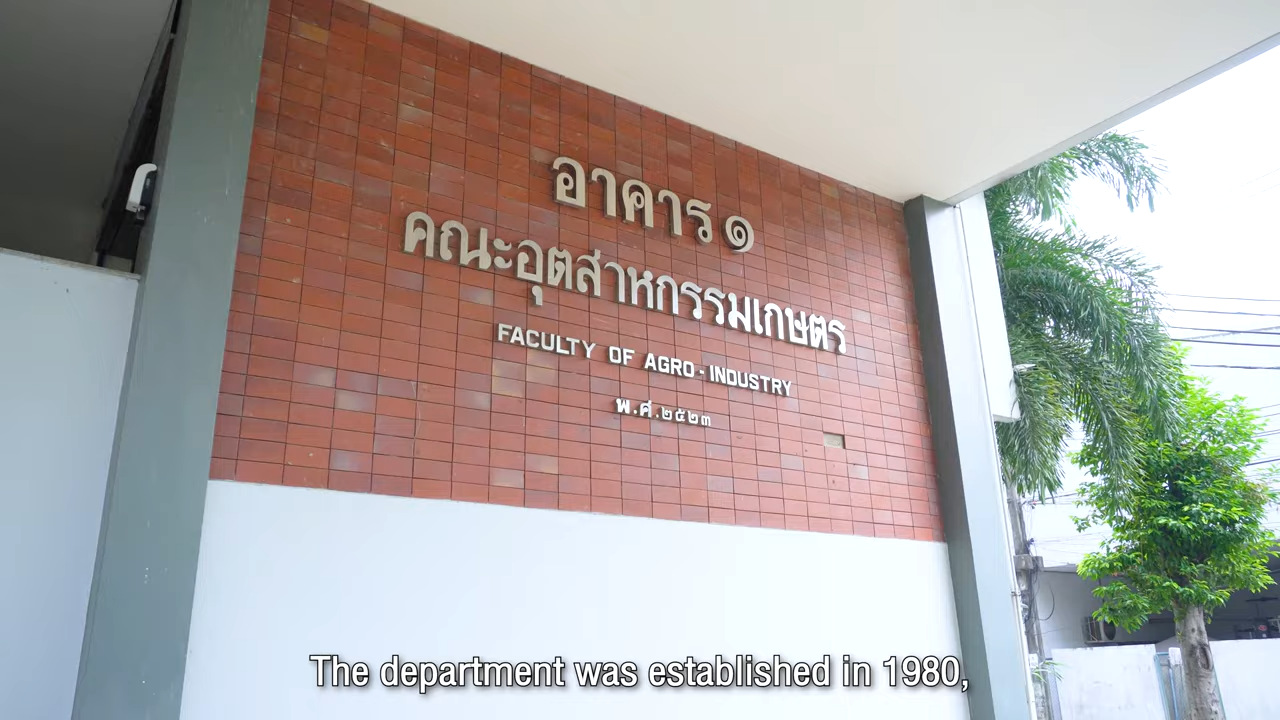 อาคาร ๑
คณะอุตสาหกรรมเกษตร
FACULTY OF AGRO - INDUSTRY
พ.ศ.๒๕๒๓
The department was established in 1980,